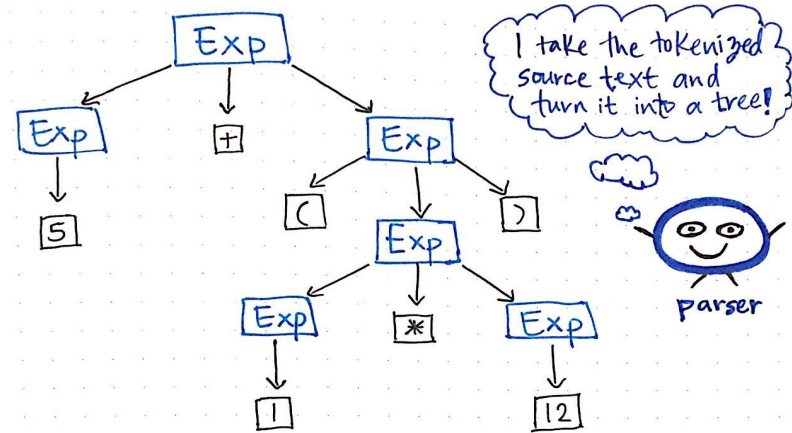 Exp
I take the tokenized
source text and
turn it into a tree!
Exp
+
Exp
5
(
)
Exp
parser
Exp
*
Exp
1
12